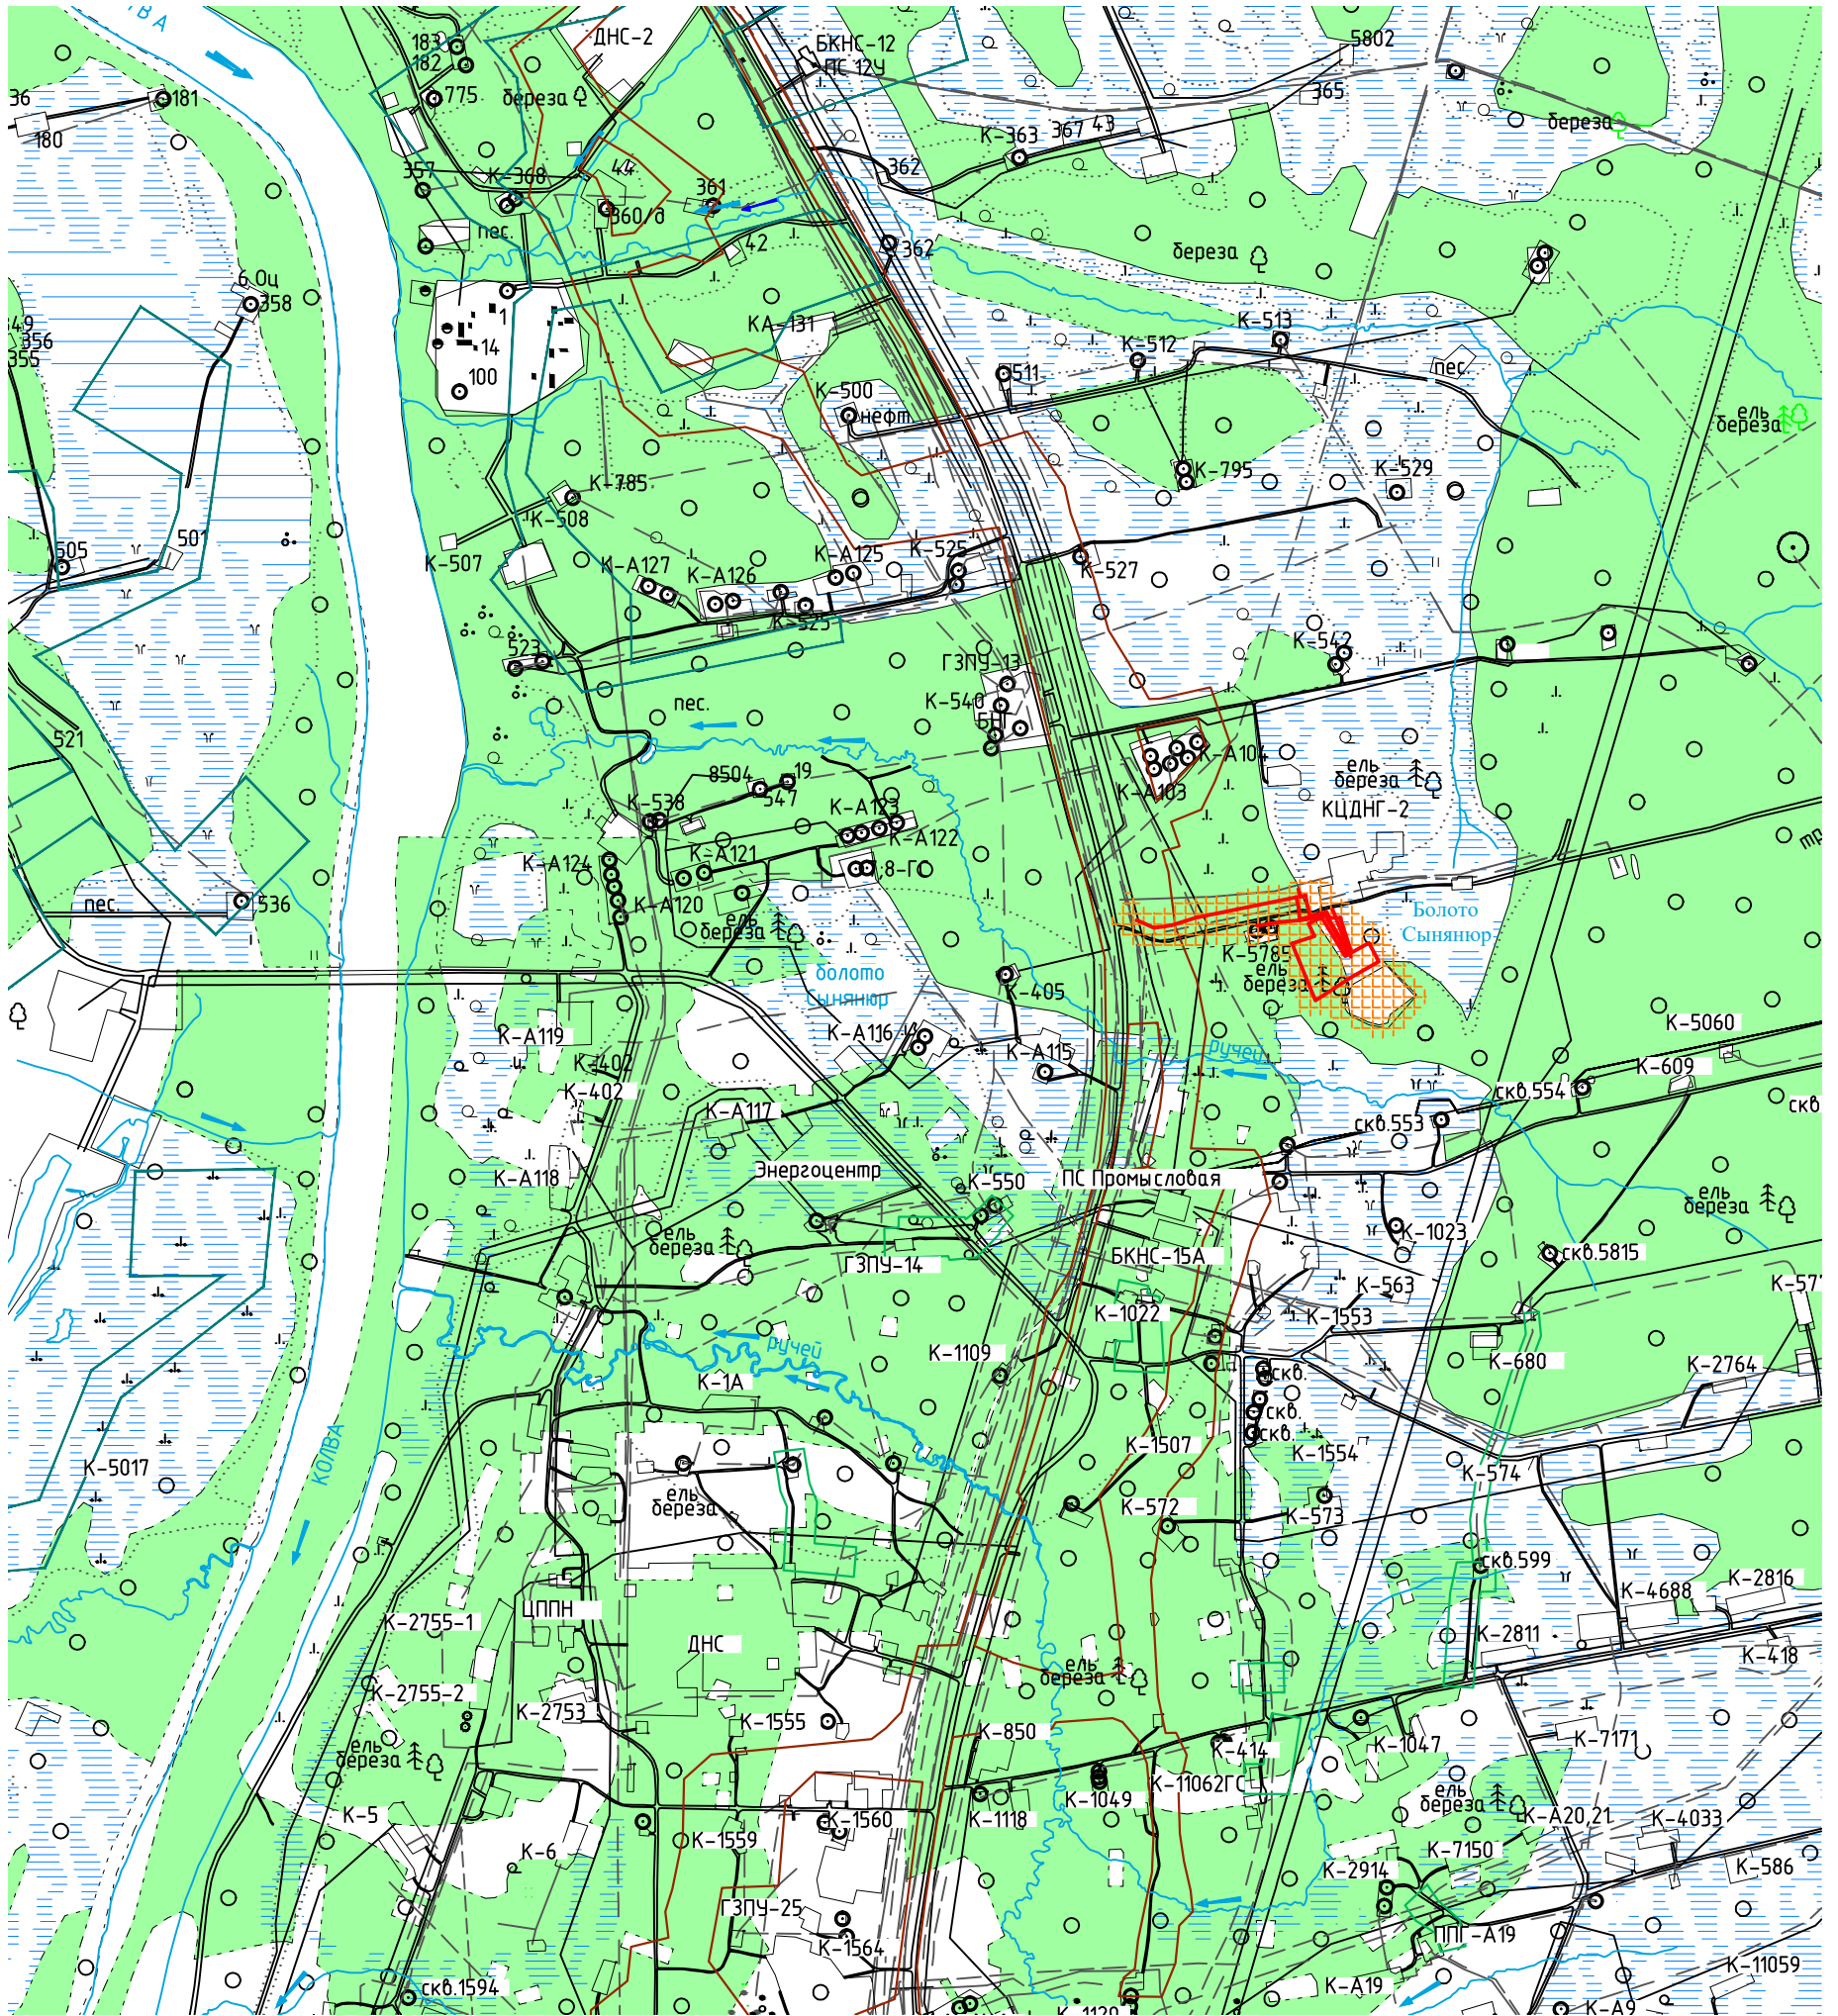 183
182
ДНС-2
БКНС-12
ПС 12У
5802
36
181
775
береза
365
180
К-363
367
43
береза
357
К-368
44
361
362
360/д
пес.
42
362
береза
6.0ц
358
1
КА-131
К-513
49
356
355
14
К-512
100
511
пес.
К-500
нефт.
ель
береза
К-785
К-795
К-529
К-508
501
505
К-507
К-А127
К-А126
К-А125
К-525
К-527
К-525
523
К-542
ГЗПУ-13
К-540
пес.
БНГ
521
К-А104
8504
19
547
К-А103
ель
береза
КЦДНГ-2
К-538
К-А123
К-А122
К-А124
К-А121
7,8-ГС
пес.
536
К-А120
ель
береза
Болото
Сынянюр
К-5785
ель
береза
болото
Сынянюр
К-405
К-А119
К-А116
К-А115
К-5060
ручей
К-402
К-402
К-609
скв.554
К-А117
скв.553
скв
К-А118
Энергоцентр
К-550
ПС Промысловая
ель
береза
ель
береза
К-1023
ГЗПУ-14
БКНС-15А
скв.5815
К-563
К-577
К-1022
К-1553
ручей
К-1109
К-680
К-2764
К-1А
скв.
скв.
скв.
КОЛВА
К-5017
К-1507
К-1554
К-574
ель
береза
К-572
К-573
скв.599
К-4688
К-2816
ЦППН
К-2755-1
ДНС
К-2811
К-418
ель
береза
К-2755-2
К-2753
К-1555
К-850
К-414
К-1047
К-7171
ель
береза
К-11062ГС
К-1049
ель
береза
К-5
К-1118
К-1560
К-А20,21
К-4033
К-1559
К-6
К-7150
К-2914
К-586
ГЗПУ-25
К-1564
ППГ-А19
скв.1594
К-А19
К-11059
К-А9